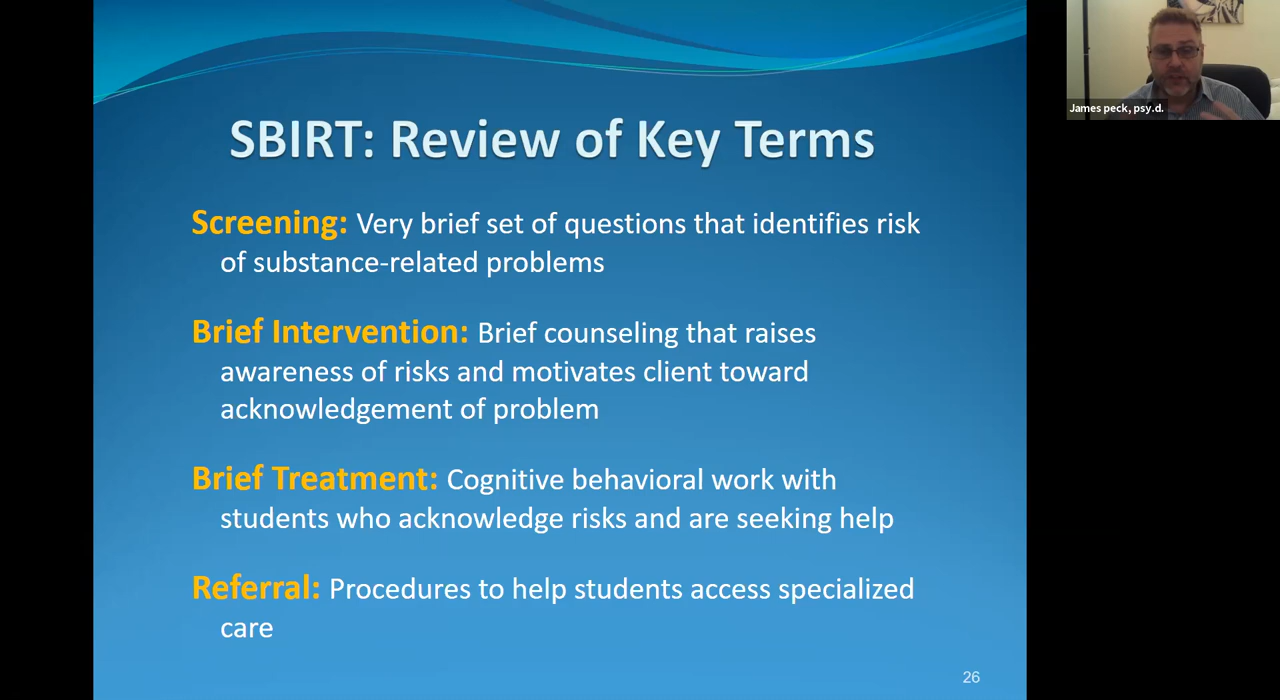 SBIRT: Review of Key Terms
Screening: Very brief set of questions that identifies risk
of substance-related problems
Brief Intervention: Brief counseling that raises
awareness of risks and motivates client toward
acknowledgement of problem
Brief Treatment: Cognitive behavioral work with
students who acknowledge risks and are seeking help
Referral: Procedures to help students access specialized
care
26
James peck, psy.d.